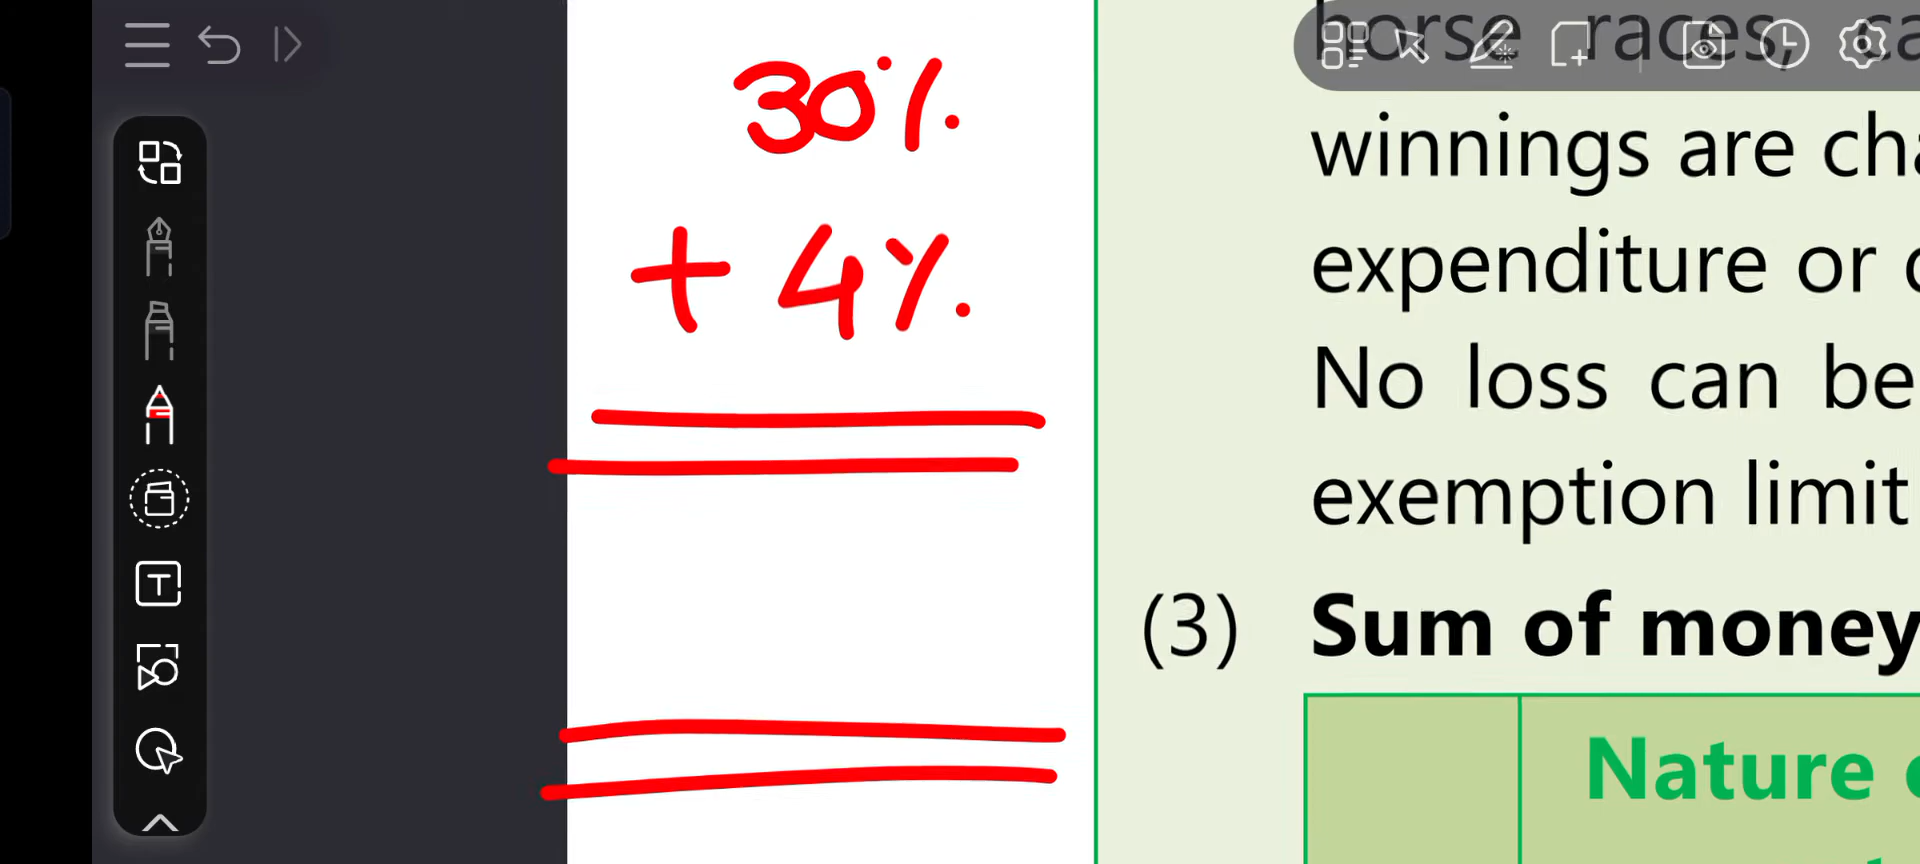 30%
+ 4%
horse races,
winnings are
expenditure or
No loss can be
exemption limit
(3) Sum of money
Nature